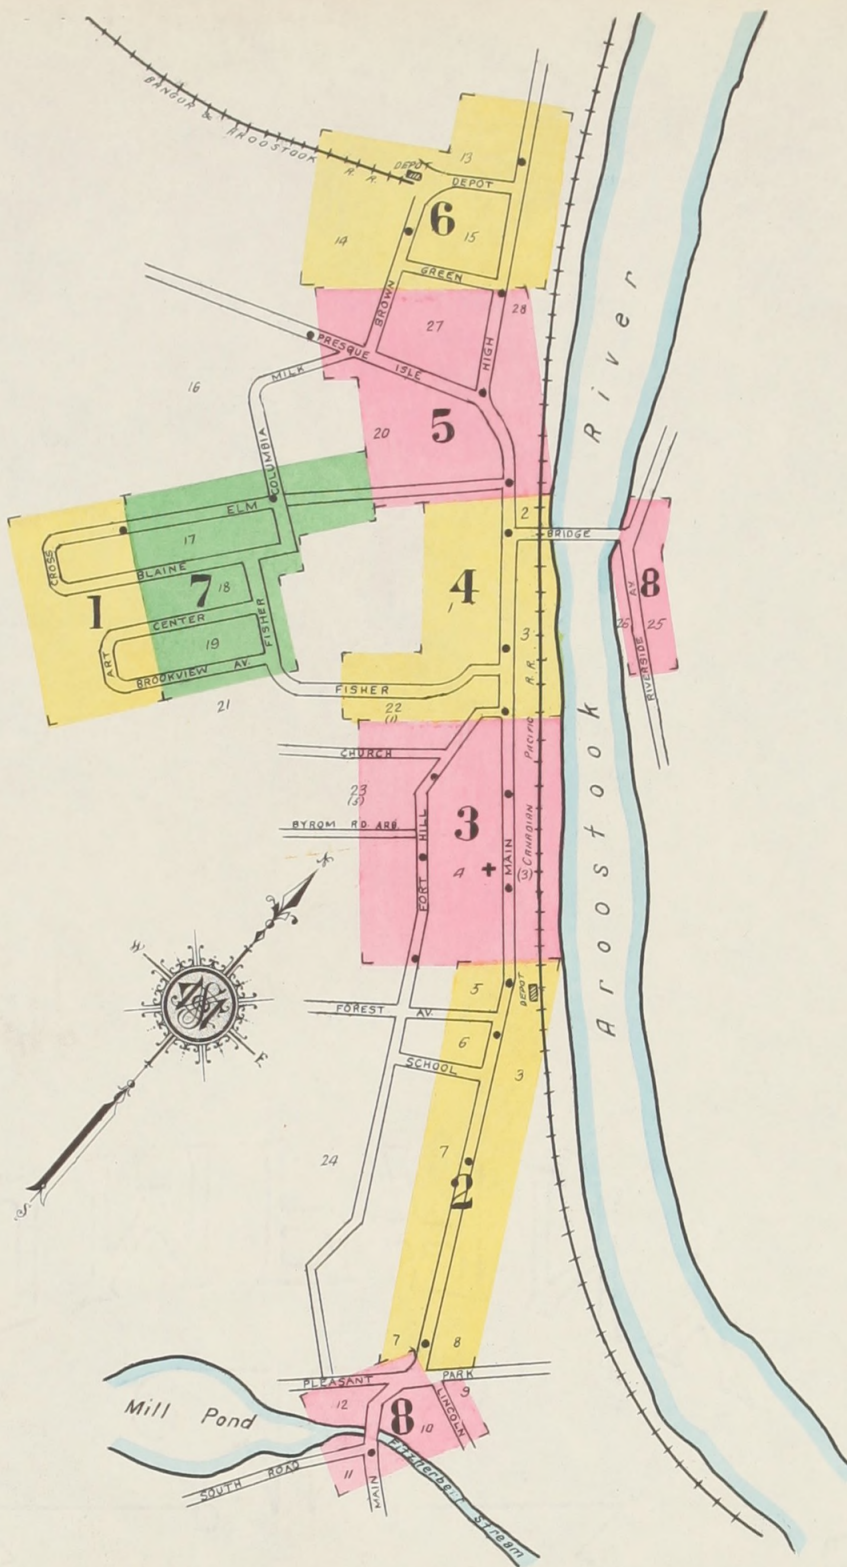 BANGOR & AROOSTOOK R. R.
DEPOT
13
DEPOT
6
14
15
GREEN
BROWN
27
28
PRESQUE ISLE
HIGH
MILK
16
20
5
River
COLUMBIA
ELM
2
BRIDGE
17
CROSS
BLAINE
7
18
4
1
8
1
CENTER
FISHER
19
3
26
AV
25
ART
BROOKVIEW AV.
RIVERSIDE
21
FISHER
22
(1)
CANADIAN PACIFIC R. R.
CHURCH
23
(3)
3
BYROM RD
HILL
FORT
4
MAIN
(3)
Aroostook
N
W
E
S
5
DEPOT
FOREST AV.
6
SCHOOL
3
24
7
2
7
8
PLEASANT
PARK
Mill Pond
12
8
10
9
LINCOLN
11
SOUTH ROAD
MAIN
Stream